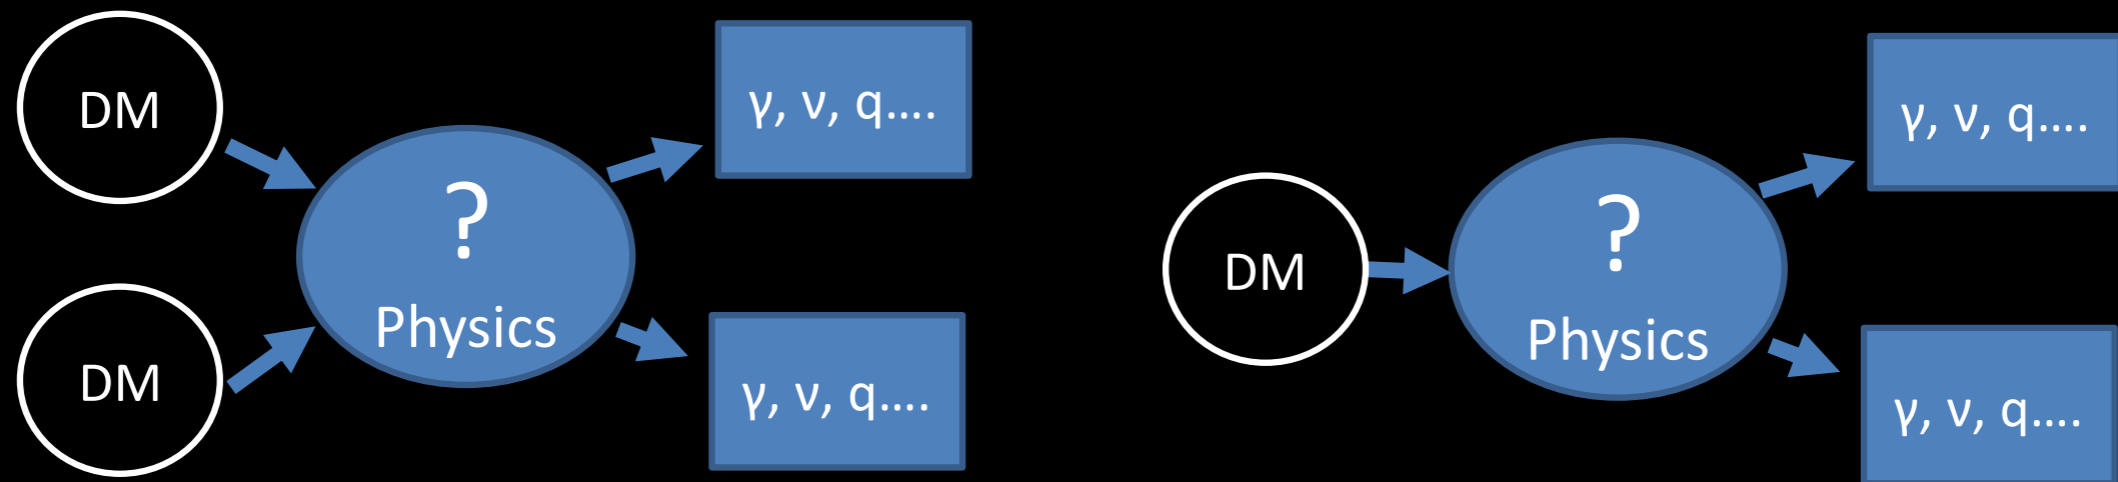 DM
DM
?
Physics
γ, ν, q....
γ, ν, q....
DM
?
Physics
γ, ν, q....
γ, ν, q....